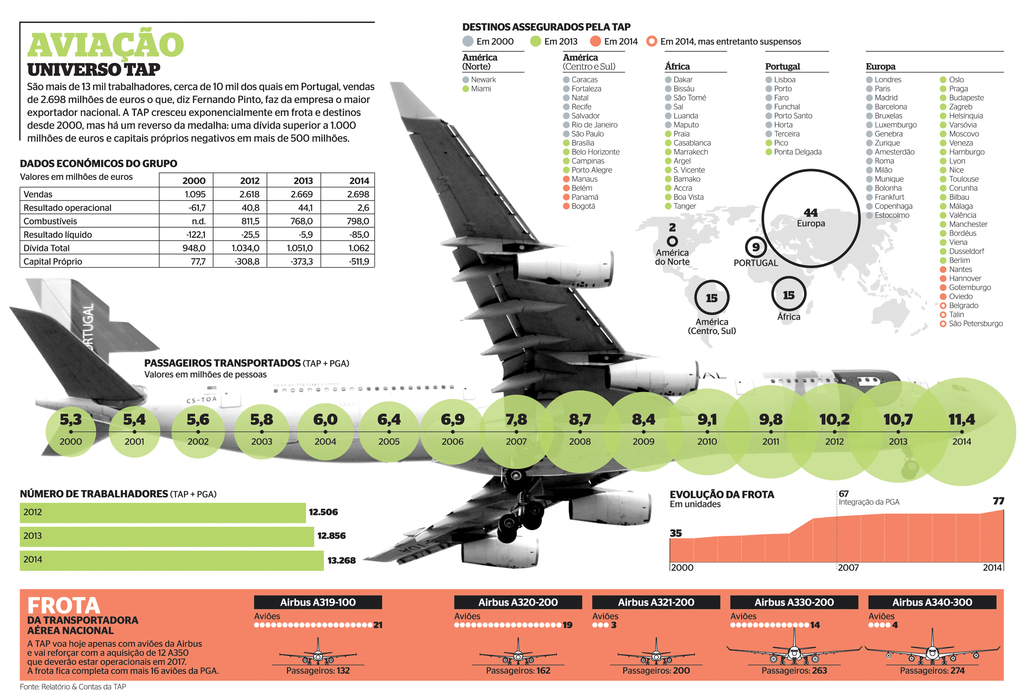 AVIAÇÃO
UNIVERSO TAP
São mais de 13 mil trabalhadores, cerca de 10 mil dos quais em Portugal, vendas
de 2.698 milhões de euros o que, diz Fernando Pinto, faz da empresa o maior
exportador nacional. A TAP cresceu exponencialmente em frota e destinos
desde 2000, mas há um reverso da medalha: uma dívida superior a 1.000
milhões de euros e capitais próprios negativos em mais de 500 milhões.
DADOS ECONÓMICOS DO GRUPO
Valores em milhões de euros
2000 2012 2013 2014
Vendas 1.095 2.618 2.669 2.698
Resultado operacional -61,7 40,8 44,1 2,6
Combustíveis n.d. 811,5 768,0 798,0
Resultado líquido -122,1 -25,5 -5,9 -85,0
Dívida Total 948,0 1.034,0 1.051,0 1.062
Capital Próprio 77,7 -308,8 -373,3 -511,9
DESTINOS ASSEGURADOS PELA TAP
Em 2000 Em 2013 Em 2014 Em 2014, mas entretanto suspensos
América
(Norte)
Newark
Miami
América
(Centro e Sul)
Caracas
Fortaleza
Natal
Recife
Salvador
Rio de Janeiro
São Paulo
Brasília
Belo Horizonte
Campinas
Porto Alegre
Manaus
Belém
Panamá
Bogotá
África
Dakar
Bissáu
São Tomé
Sal
Luanda
Maputo
Praia
Casablanca
Marrakech
Argel
S. Vicente
Bamako
Accra
Boa Vista
Tanger
Portugal
Lisboa
Porto
Faro
Funchal
Porto Santo
Horta
Terceira
Pico
Ponta Delgada
Europa
Londres
Paris
Madrid
Barcelona
Bruxelas
Luxemburgo
Genebra
Zurique
Amesterdão
Roma
Milão
Munique
Bolonha
Frankfurt
Copenhaga
Estocolmo
Oslo
Praga
Budapeste
Zagreb
Helsínquia
Varsóvia
Moscovo
Veneza
Hamburgo
Lyon
Nice
Toulouse
Corunha
Bilbau
Málaga
Valência
Manchester
Bordéus
Viena
Dusseldorf
Berlim
Nantes
Hannover
Gotemburgo
Oviedo
Belgrado
Talin
São Petersburgo
44
Europa
2
América
do Norte
9
PORTUGAL
15
América
(Centro, Sul)
15
África
PASSAGEIROS TRANSPORTADOS (TAP + PGA)
Valores em milhões de pessoas
CS-TOA
5,3 5,4 5,6 5,8 6,0 6,4 6,9 7,8 8,7 8,4 9,1 9,8 10,2 10,7 11,4
2000 2001 2002 2003 2004 2005 2006 2007 2008 2009 2010 2011 2012 2013 2014
NÚMERO DE TRABALHADORES (TAP + PGA)
2012 12.506
2013 12.856
2014 13.268
EVOLUÇÃO DA FROTA
Em unidades
67
Integração da PGA
77
35
2000 2007 2014
FROTA
DA TRANSPORTADORA
AÉREA NACIONAL
A TAP voa hoje apenas com aviões da Airbus
e vai reforçar com a aquisição de 12 A350
que deverão estar operacionais em 2017.
A frota fica completa com mais 16 aviões da PGA.
Airbus A319-100
Aviões
21
Passageiros: 132
Airbus A320-200
Aviões
19
Passageiros: 162
Airbus A321-200
Aviões
3
Passageiros: 200
Airbus A330-200
Aviões
14
Passageiros: 263
Airbus A340-300
Aviões
4
Passageiros: 274
Fonte: Relatório & Contas da TAP